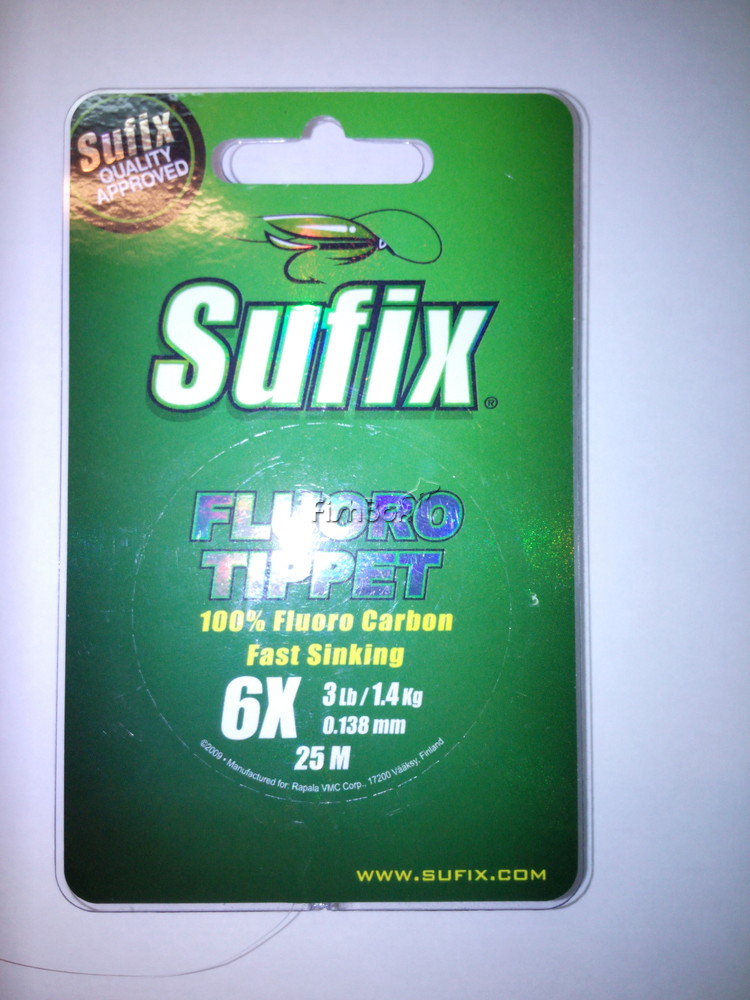 Sufix
QUALITY
APPROVED
Sufix®
FLUORO
TIPPET
100% Fluoro Carbon
Fast Sinking
6X 3 Lb / 1.4 Kg
0.138 mm
25 M
©2009 • Manufactured for: Rapala VMC Corp., 17200 Vääksy, Finland
WWW.SUFIX.COM